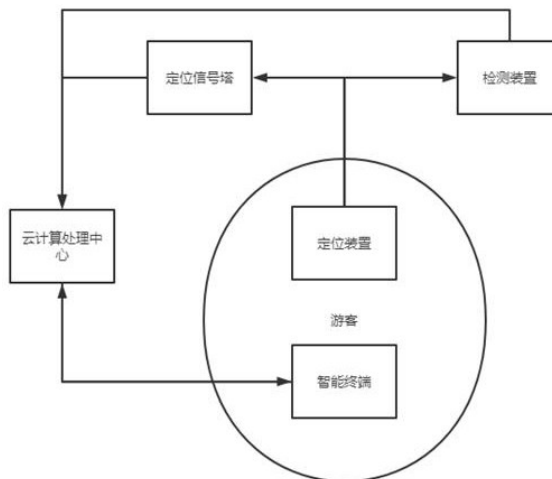 定位信号塔
检测装置
云计算处理中
心
定位装置
游客
智能终端